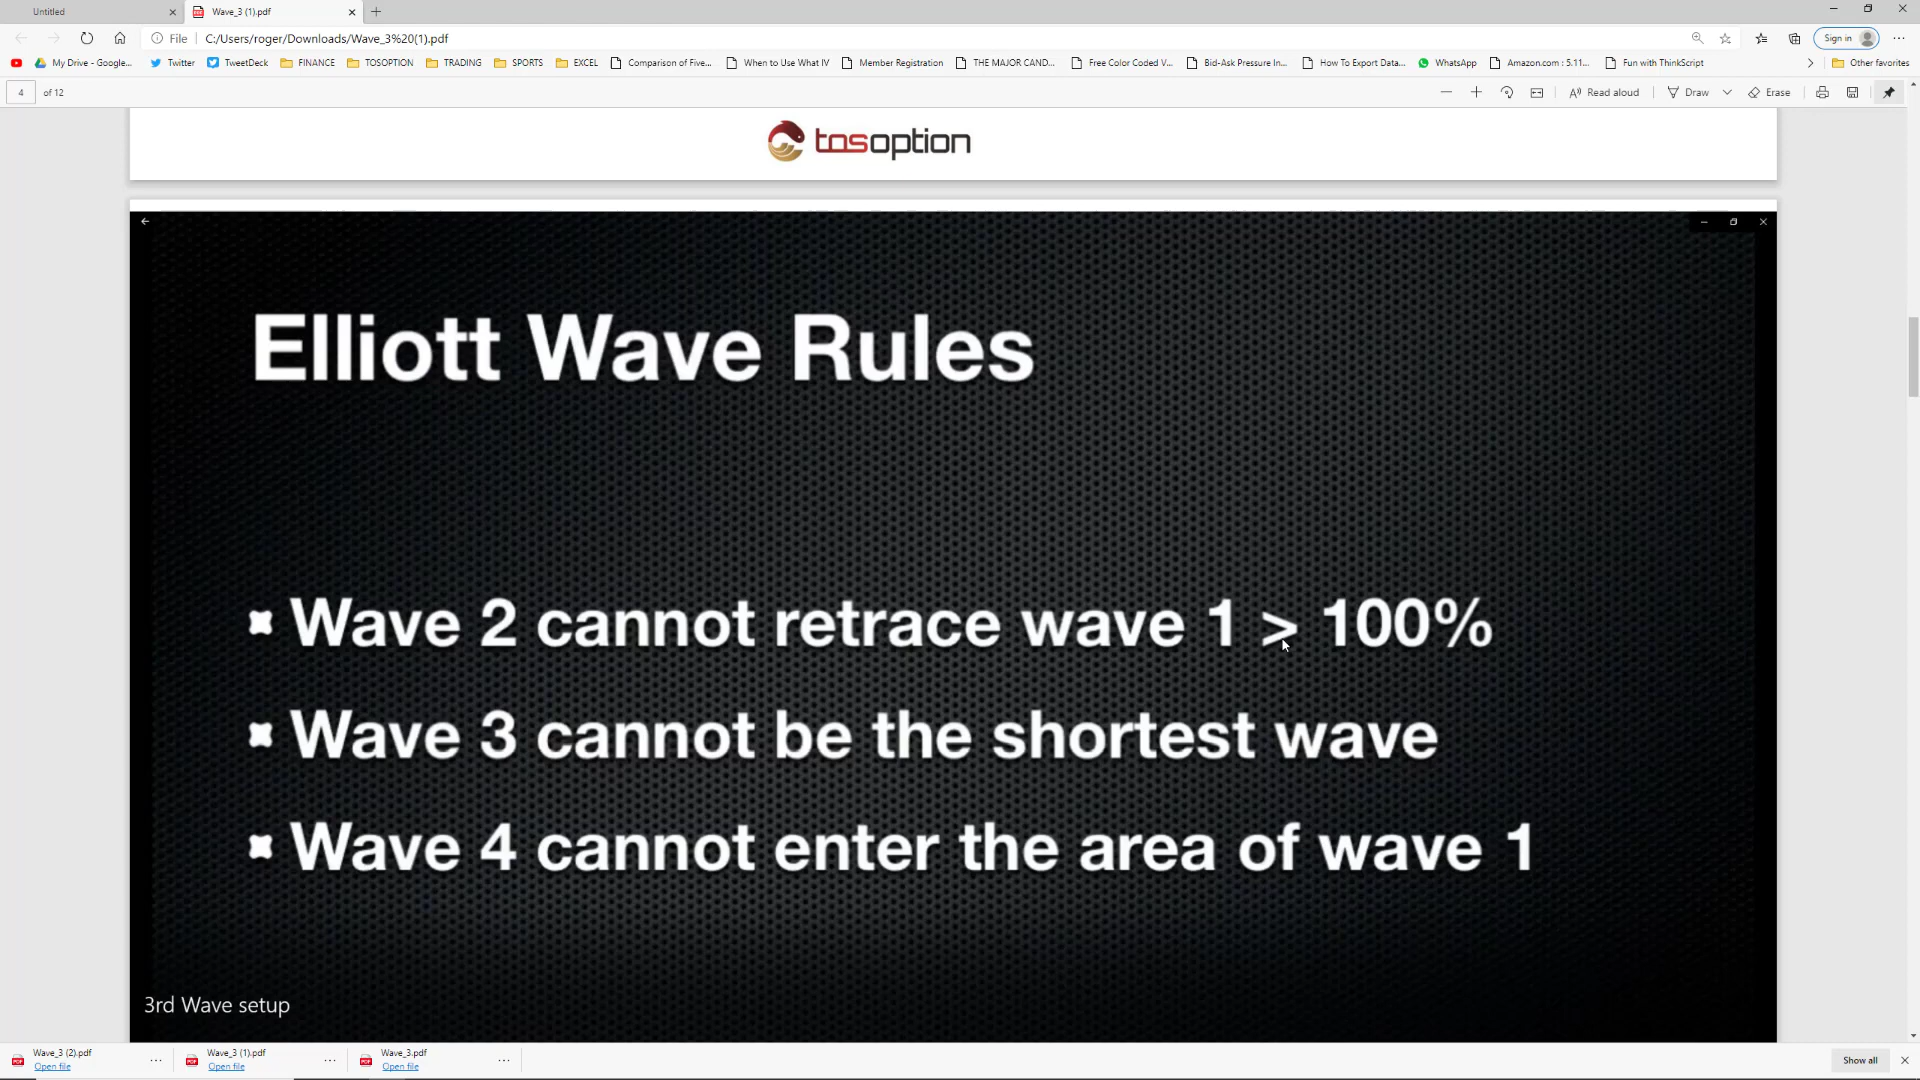 Untitled
Wave_3 (1).pdf
File
C:/Users/roger/Downloads/Wave_3%20(1).pdf
Sign in
My Drive - Google...
Twitter
TweetDeck
FINANCE
TOSOPTION
TRADING
SPORTS
EXCEL
Comparison of Five...
When to Use What IV
Member Registration
THE MAJOR CAND...
Free Color Coded V...
Bid-Ask Pressure In...
How To Export Data...
WhatsApp
Amazon.com : 5.11...
Fun with ThinkScript
Other favorites
4 of 12
Read aloud
Draw
Erase
tosoption
Elliott Wave Rules
Wave 2 cannot retrace wave 1 > 100%
Wave 3 cannot be the shortest wave
Wave 4 cannot enter the area of wave 1
3rd Wave setup
Wave_3 (2).pdf
Open file
Wave_3 (1).pdf
Open file
Wave_3.pdf
Open file
Show all